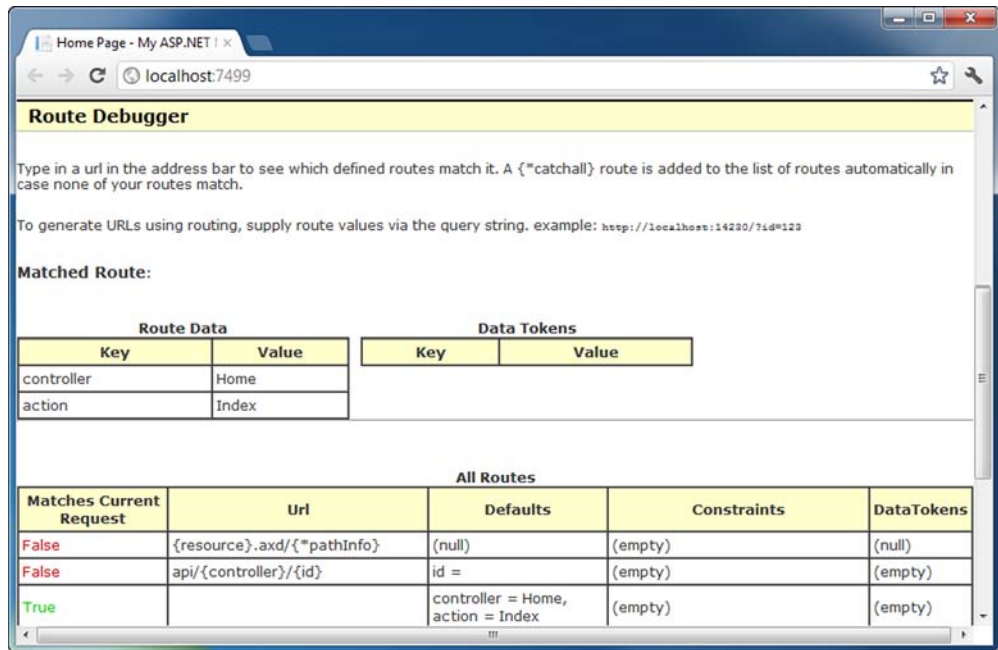 Home Page - My ASP.NET
localhost:7499
Route Debugger
Type in a url in the address bar to see which defined routes match it. A {*catchall} route is added to the list of routes automatically in
case none of your routes match.
To generate URLs using routing, supply route values via the query string. example: http://localhost:14230/?id=123
Matched Route:
Route Data
Data Tokens
Key Value Key Value
controller Home
action Index
All Routes
Matches Current
Request Url Defaults Constraints DataTokens
False {resource}.axd/{*pathInfo} (null) (empty) (null)
False api/{controller}/{id} id = (empty) (empty)
True controller = Home,
action = Index (empty) (empty)